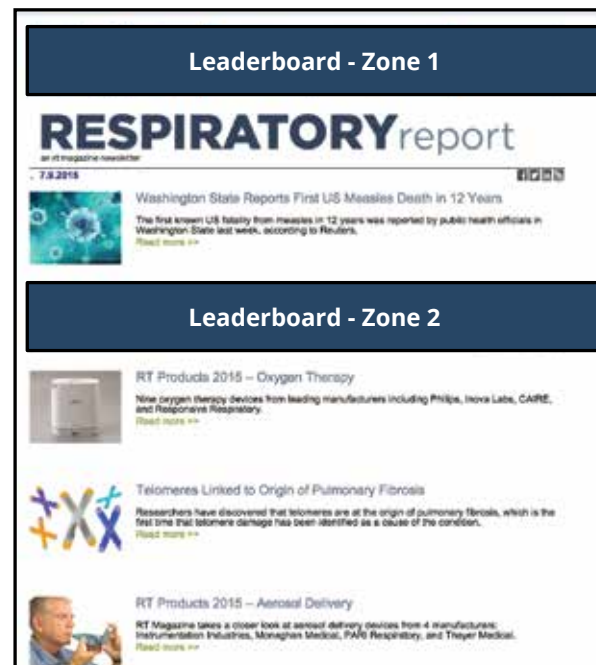 Leaderboard - Zone 1
RESPIRATORYreport
an rt magazine newsletter
7.9.2015
Washington State Reports First US Measles Death in 12 Years
The first known US fatality from measles in 12 years was reported by public health officials in
Washington State last week, according to Reuters.
Read more >>
Leaderboard - Zone 2
RT Products 2015 – Oxygen Therapy
Nine oxygen therapy devices from leading manufacturers including Philips, Inova Labs, CAIRE,
and Responsive Respiratory.
Read more >>
Telomeres Linked to Origin of Pulmonary Fibrosis
Researchers have discovered that telomeres are at the origin of pulmonary fibrosis, which is the
first time that telomere damage has been identified as a cause of the condition.
Read more >>
RT Products 2015 – Aerosol Delivery
RT Magazine takes a closer look at aerosol delivery devices from 4 manufacturers:
Instrumentation Industries, Monaghan Medical, PARI Respiratory, and Thayer Medical.
Read more >>